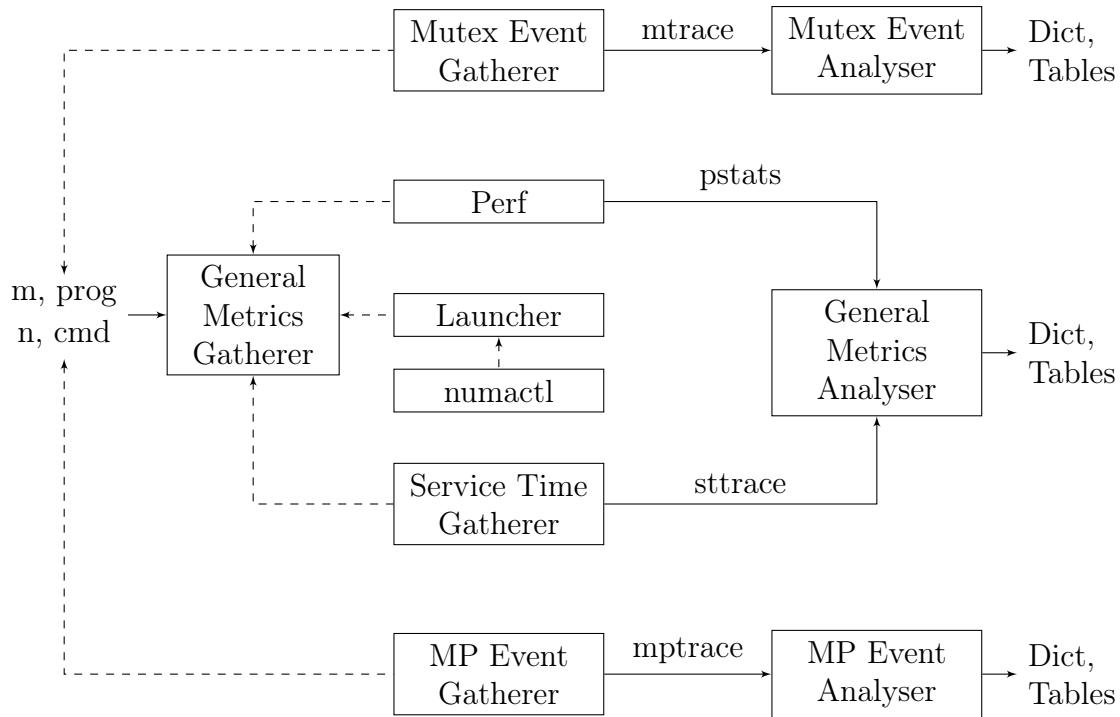 Mutex Event
Gatherer
mtrace
Mutex Event
Analyser
Dict,
Tables
Perf
pstats
m, prog
n, cmd
General
Metrics
Gatherer
Launcher
numactl
General
Metrics
Analyser
Dict,
Tables
Service Time
Gatherer
sttrace
MP Event
Gatherer
mptrace
MP Event
Analyser
Dict,
Tables